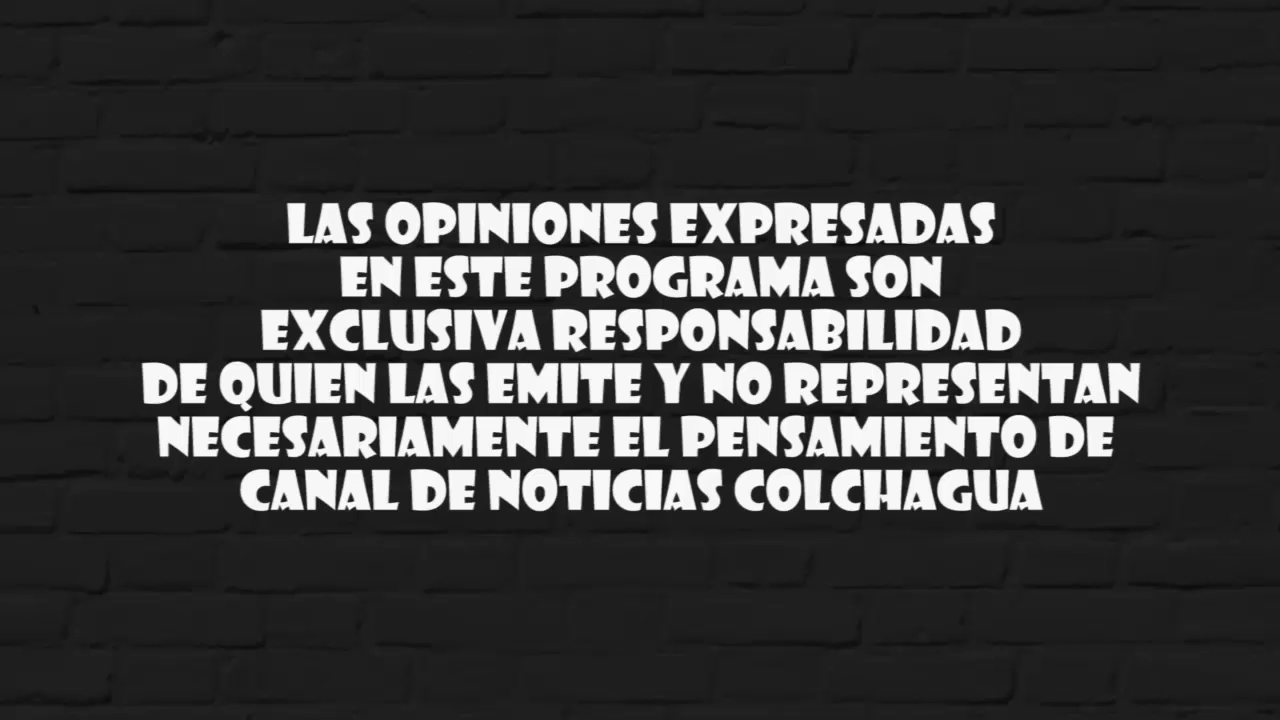 LAS OPINIONES EXPRESADAS
EN ESTE PROGRAMA SON
EXCLUSIVA RESPONSABILIDAD
DE QUIEN LAS EMITE Y NO REPRESENTAN
NECESARIAMENTE EL PENSAMIENTO DE
CANAL DE NOTICIAS COLCHAGUA